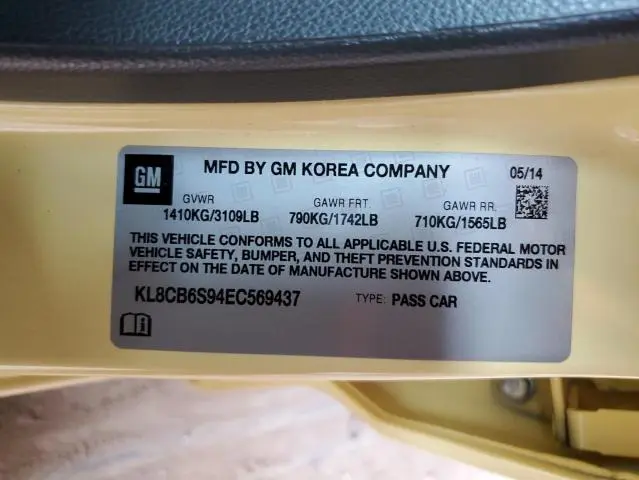 GM
MFD BY GM KOREA COMPANY
05/14
GVWR GAWR FRT. GAWR RR.
1410KG/3109LB 790KG/1742LB 710KG/1565LB
THIS VEHICLE CONFORMS TO ALL APPLICABLE U.S. FEDERAL MOTOR
VEHICLE SAFETY, BUMPER, AND THEFT PREVENTION STANDARDS IN
EFFECT ON THE DATE OF MANUFACTURE SHOWN ABOVE.
KL8CB6S94EC569437 TYPE: PASS CAR